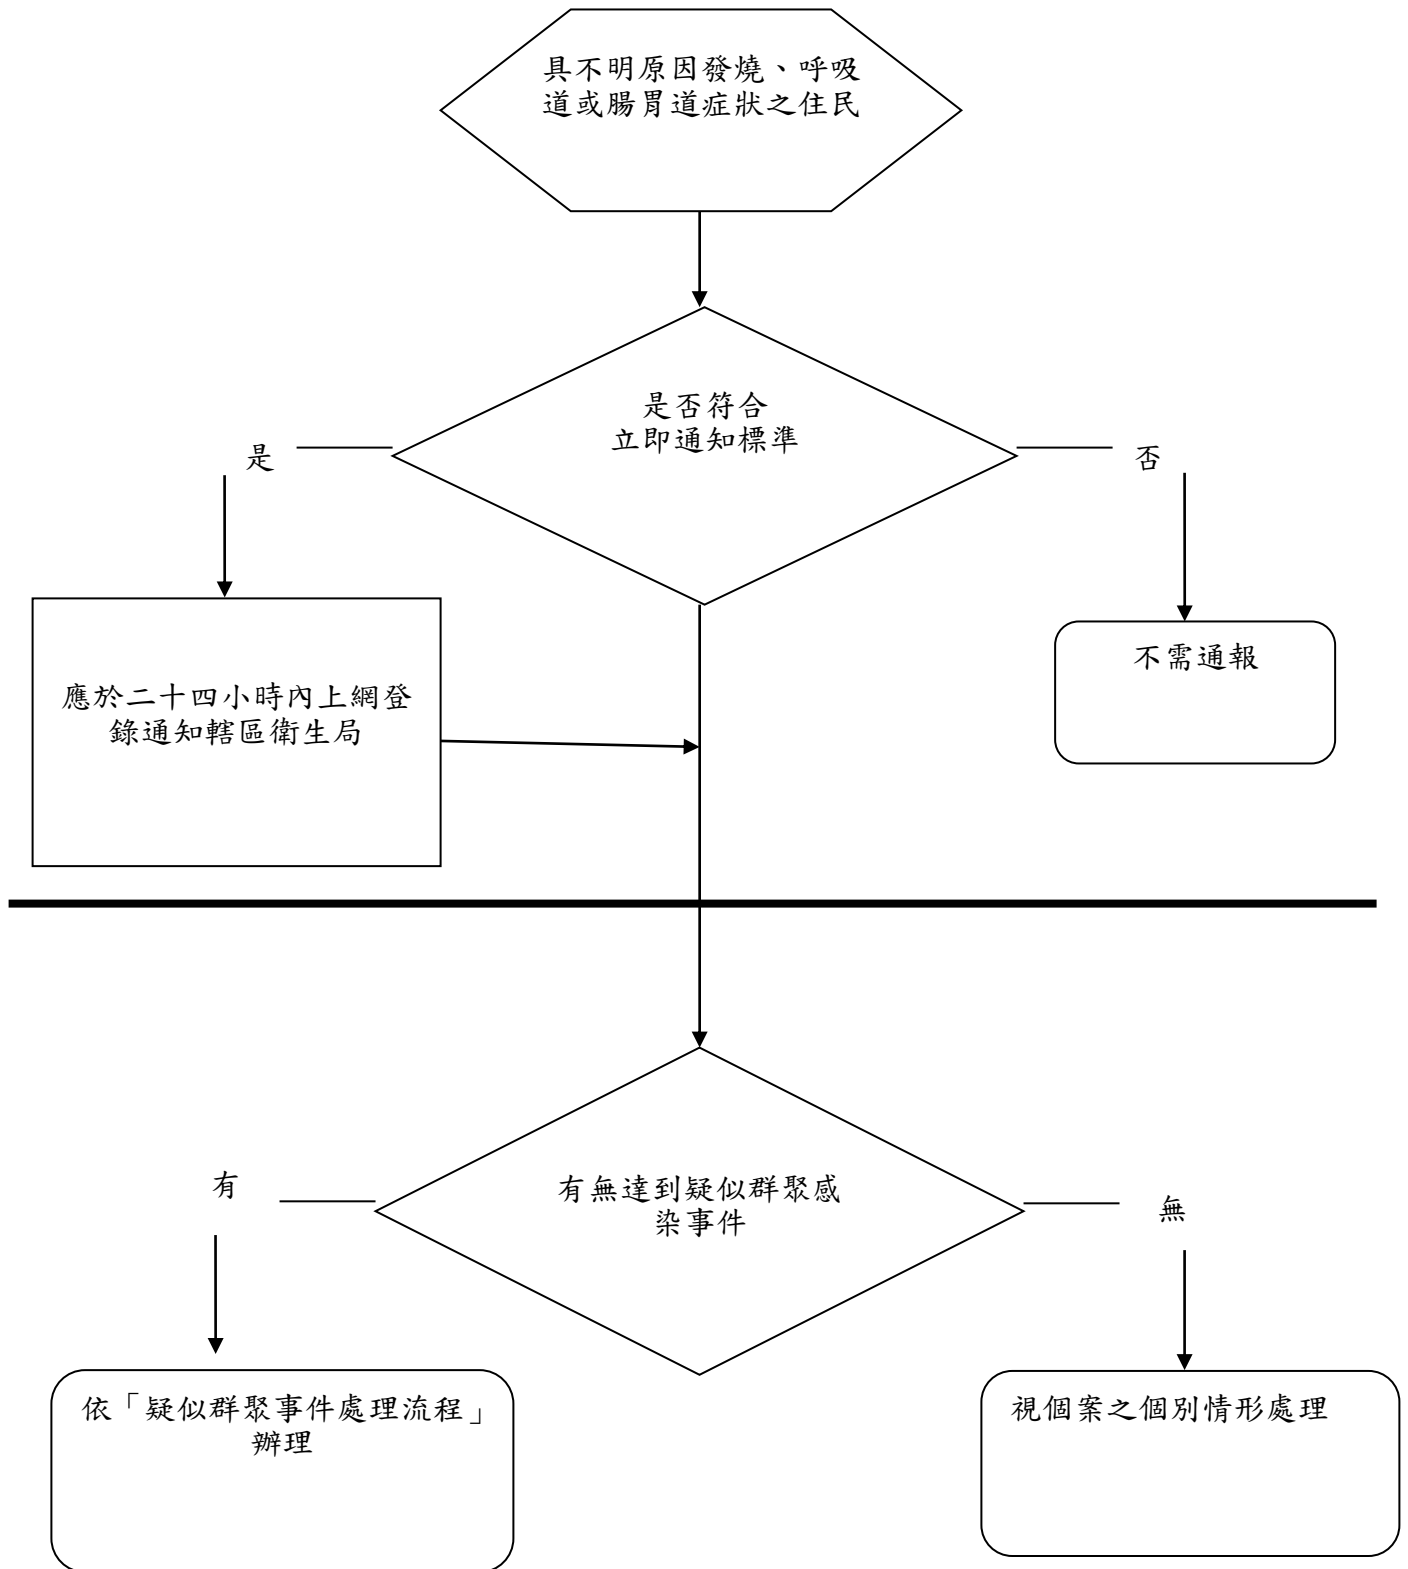 具不明原因發燒、呼吸
道或腸胃道症狀之住民
是否符合
立即通知標準
是
否
應於二十四小時內上網登
錄通知轄區衛生局
不需通報
有無達到疑似群聚感
染事件
有
無
依「疑似群聚事件處理流程」
辦理
視個案之個別情形處理